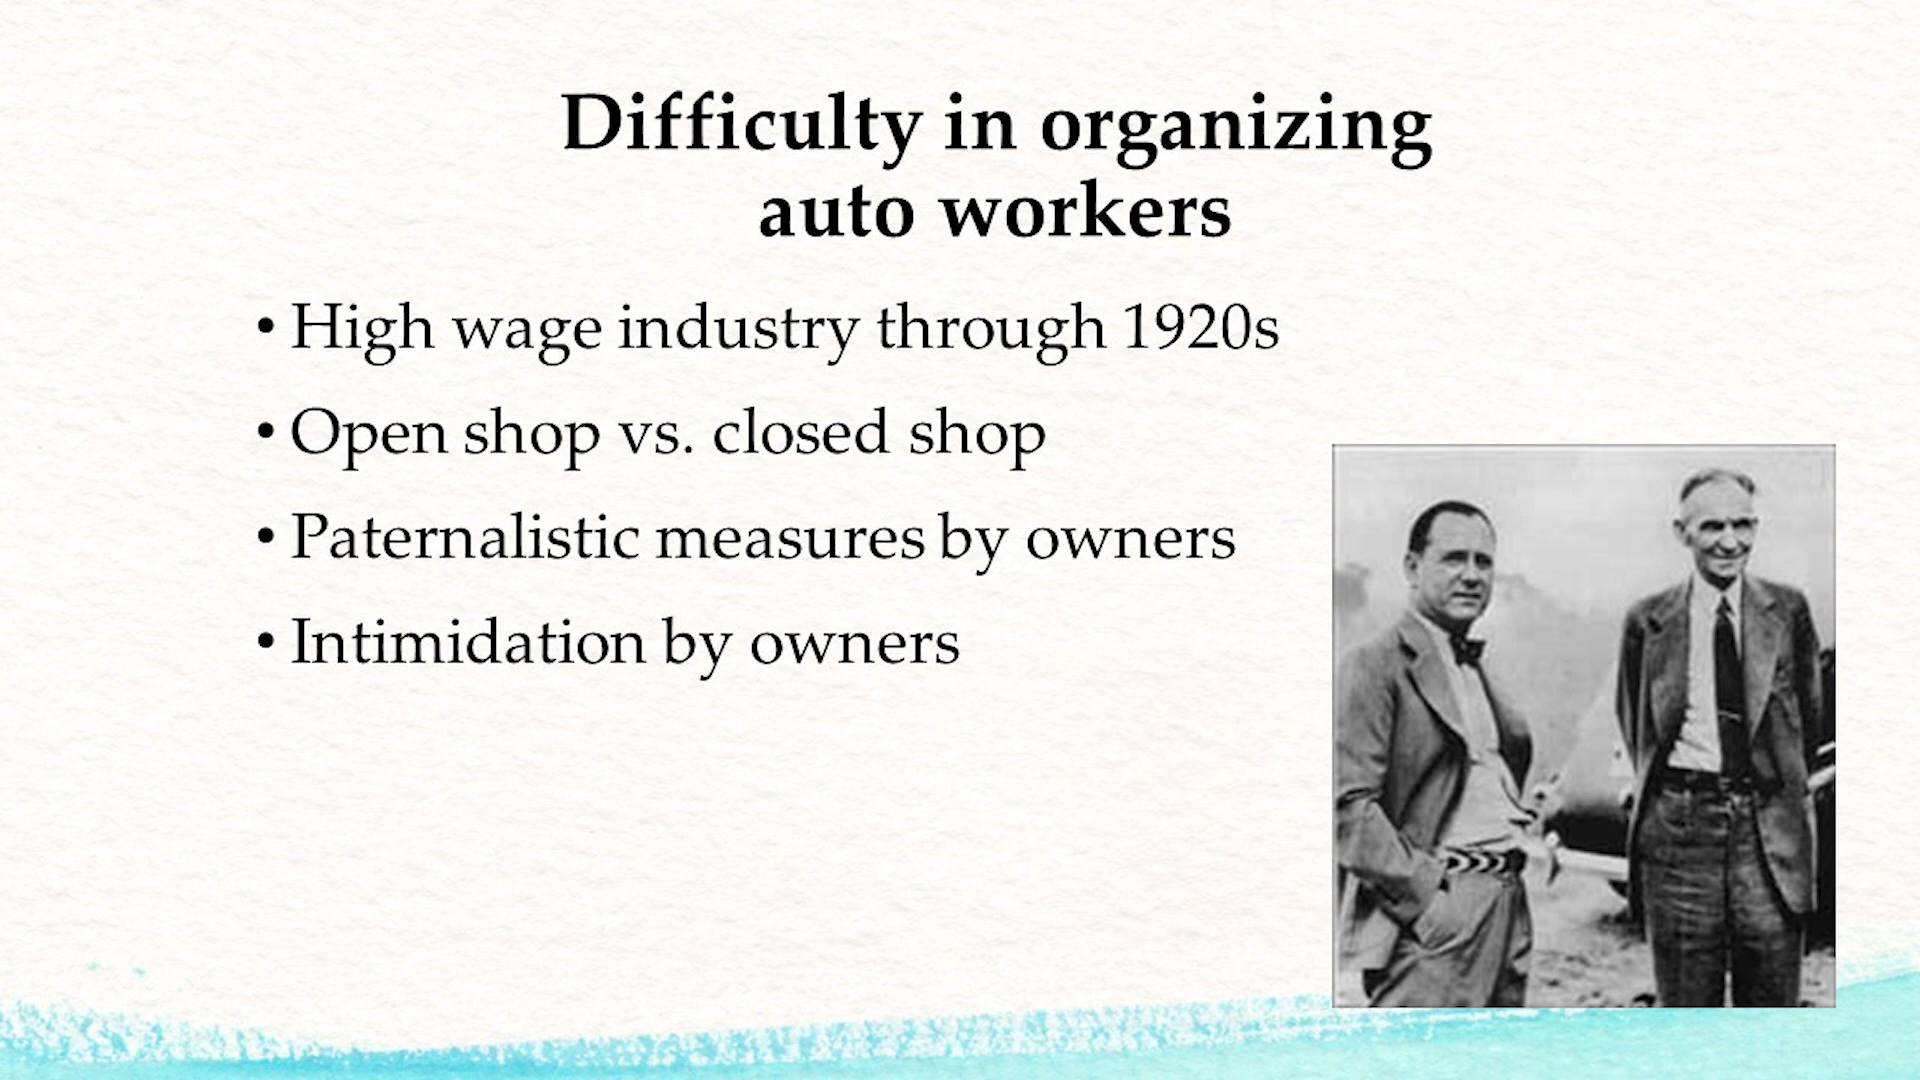 Difficulty in organizing
auto workers
• High wage industry through 1920s
• Open shop vs. closed shop
• Paternalistic measures by owners
• Intimidation by owners